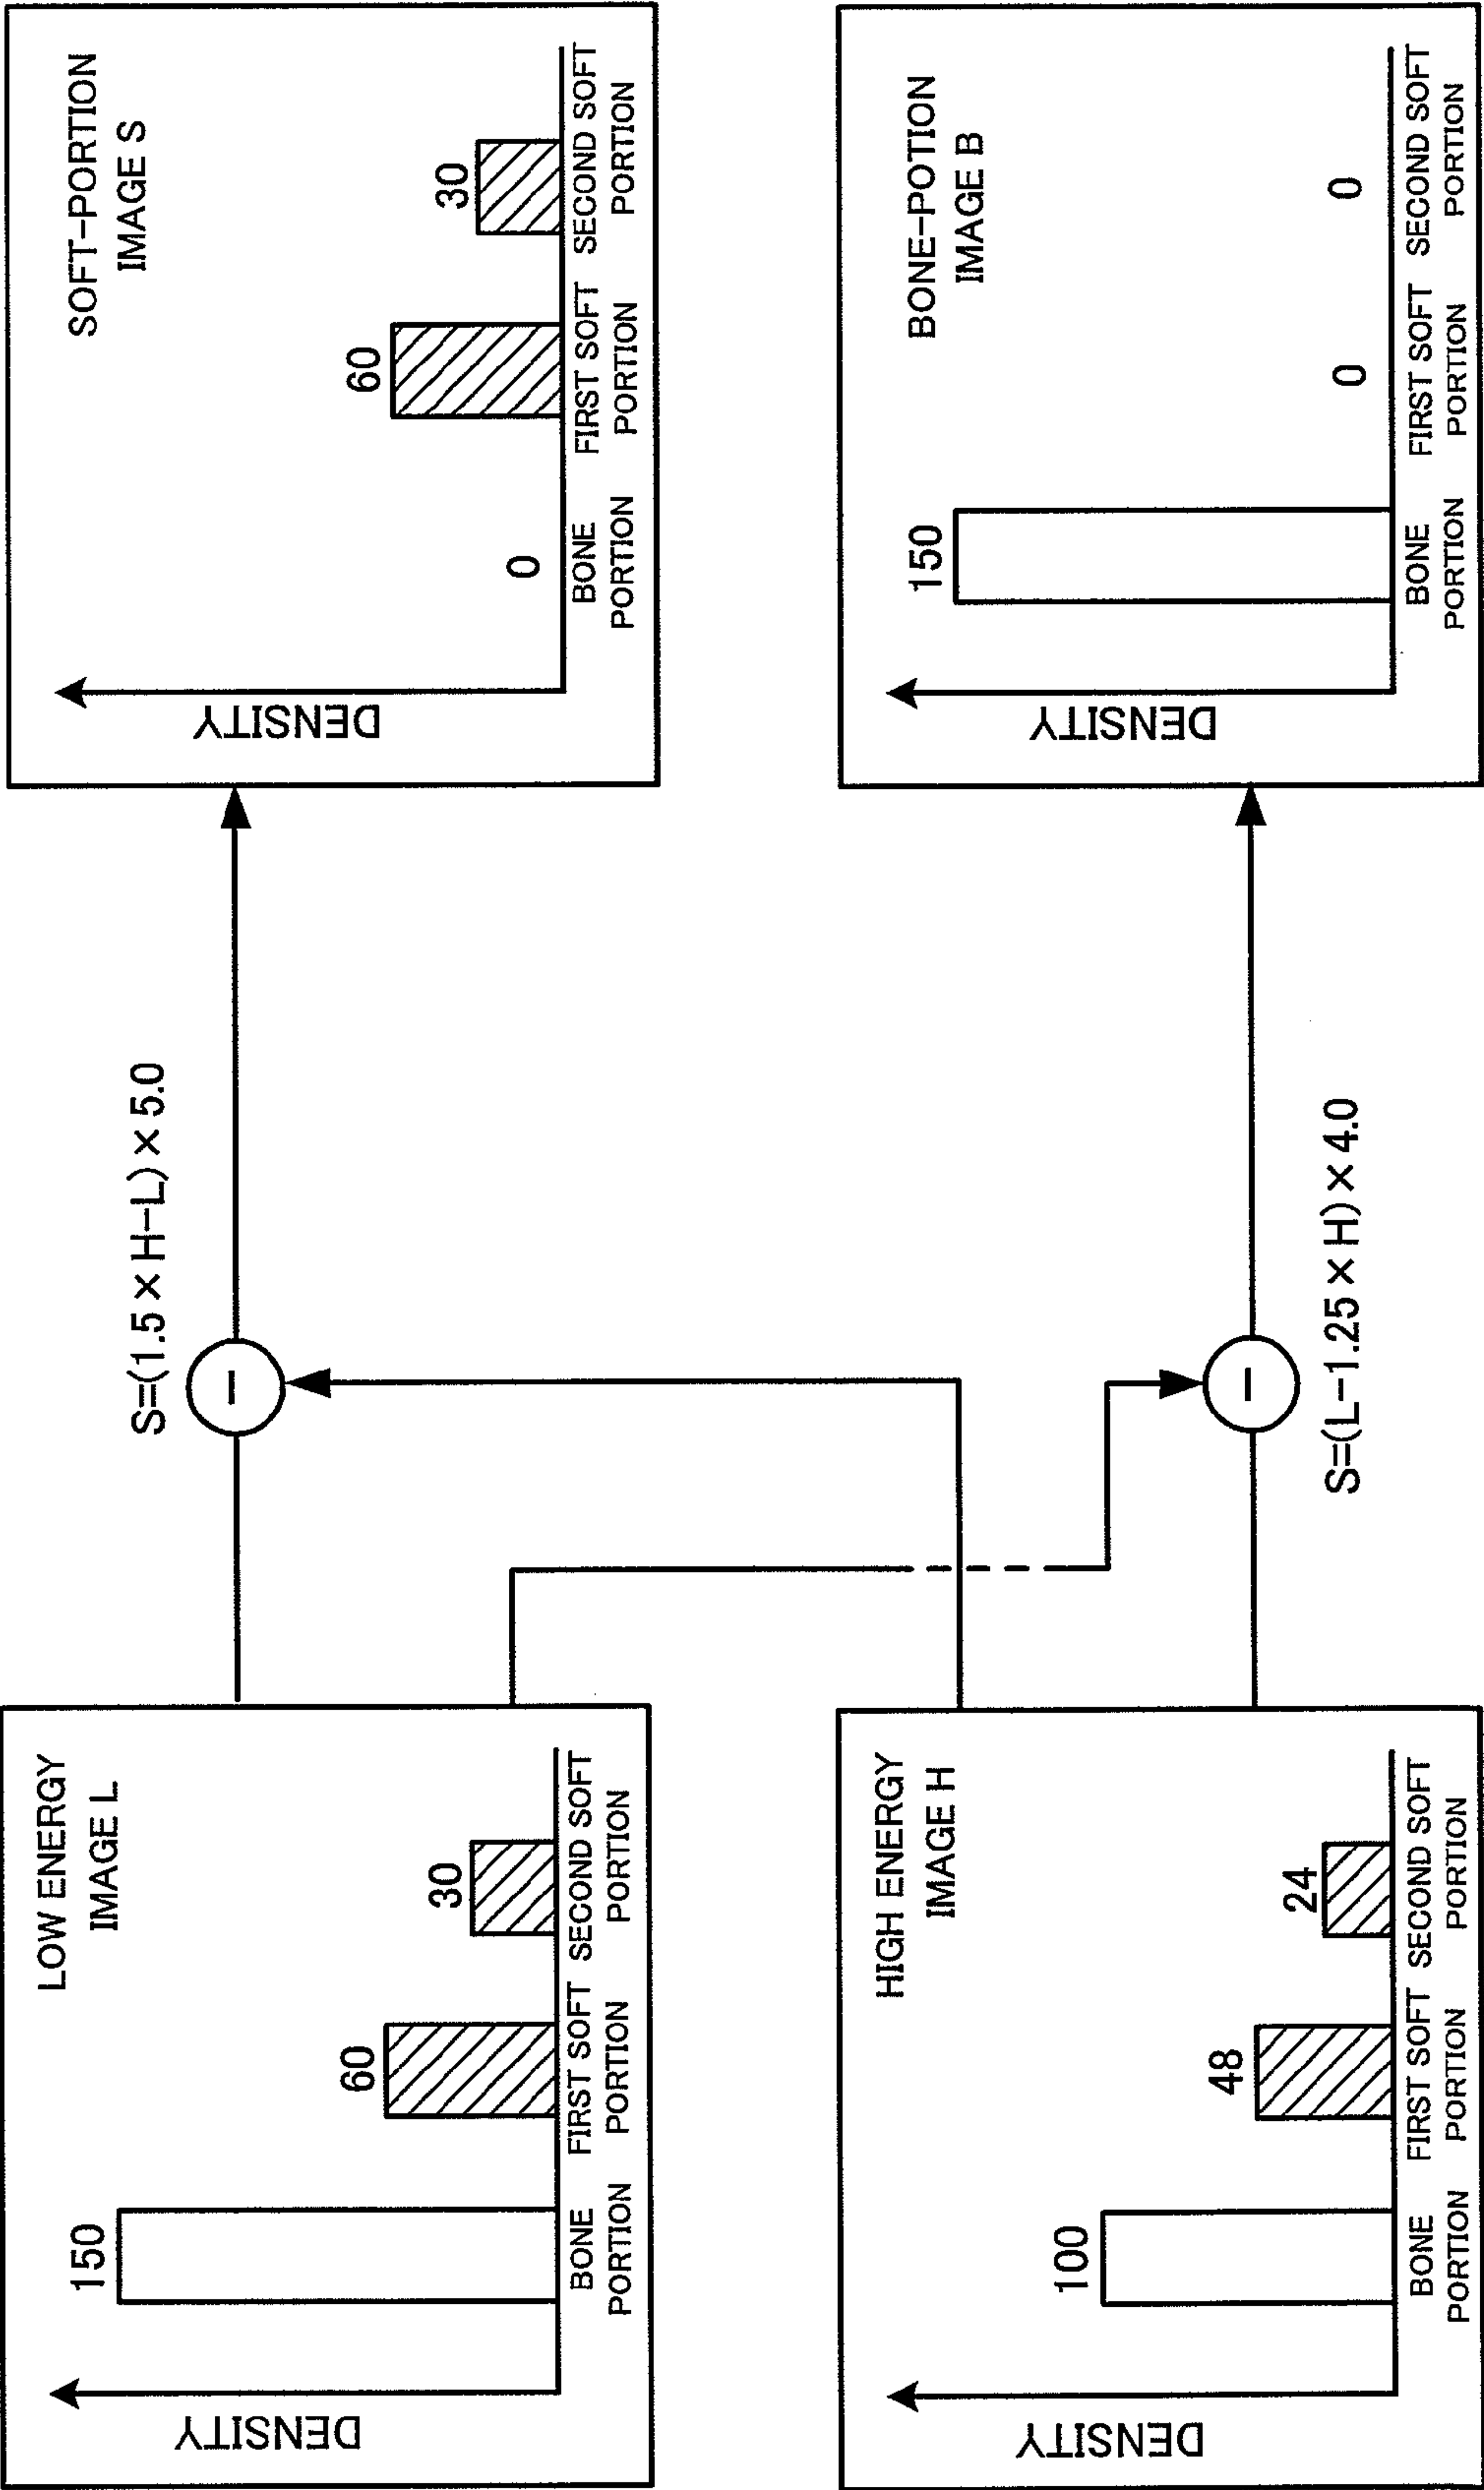 LOW ENERGY
IMAGE L
DENSITY
150
60
30
BONE
PORTION
FIRST SOFT
PORTION
SECOND SOFT
PORTION
HIGH ENERGY
IMAGE H
DENSITY
100
48
24
BONE
PORTION
FIRST SOFT
PORTION
SECOND SOFT
PORTION
S=(1.5×H-L)×5.0
−
−
S=(L-1.25×H)×4.0
SOFT-PORTION
IMAGE S
DENSITY
0
60
30
BONE
PORTION
FIRST SOFT
PORTION
SECOND SOFT
PORTION
BONE-POTION
IMAGE B
DENSITY
150
0
0
BONE
PORTION
FIRST SOFT
PORTION
SECOND SOFT
PORTION